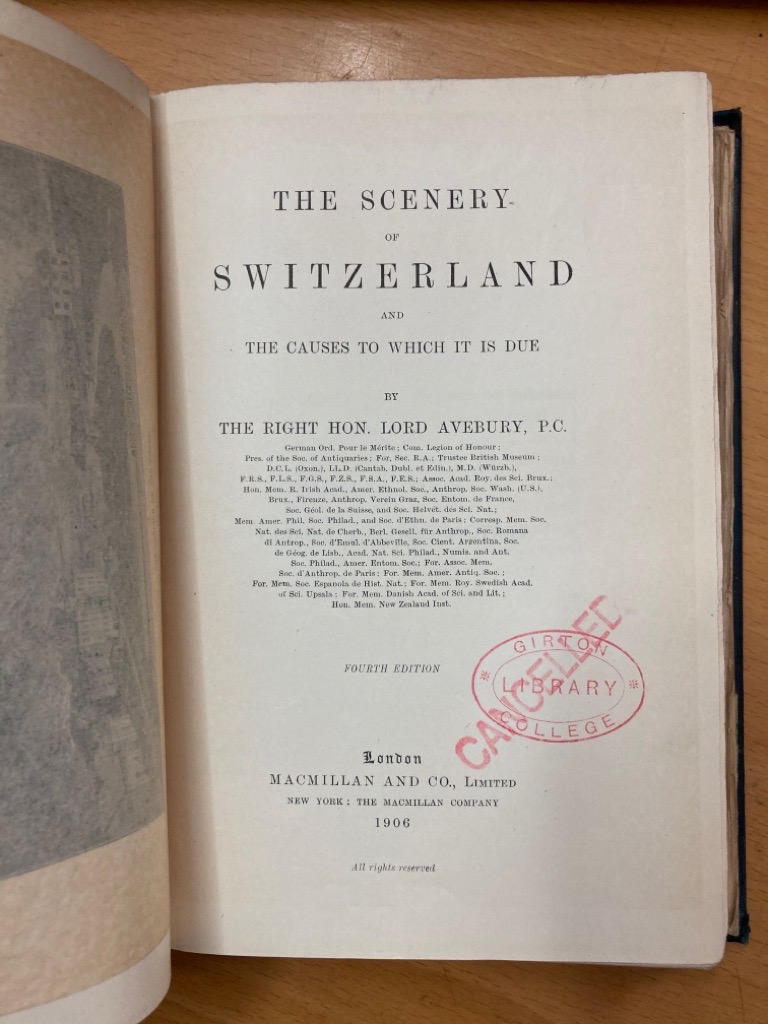 THE SCENERY
OF
SWITZERLAND
AND
THE CAUSES TO WHICH IT IS DUE
BY
THE RIGHT HON. LORD AVEBURY, P.C.
German Ord. Pour le Mérite; Com. Legion of Honour;
Pres. of the Soc. of Antiquaries; For. Sec. R.A.; Trustee British Museum;
D.C.L. (Oxon.), LL.D. (Cantab. Dubl. et Edin.), M.D. (Würzb.),
F.R.S., F.L.S., F.G.S., F.Z.S., F.S.A., F.E.S.; Assoc. Acad. Roy. des Sci. Brux.;
Hon. Mem. R. Irish Acad., Amer. Ethnol. Soc., Anthrop. Soc. Wash. (U.S.),
Brux., Firenze, Anthrop. Verein Graz, Soc. Entom. de France,
Soc. Géol. de la Suisse, and Soc. Helvét. des Sci. Nat.;
Mem. Amer. Phil. Soc. Philad., and Soc. d'Ethn. de Paris; Corresp. Mem. Soc.
Nat. des Sci. Nat. de Cherb., Berl. Gesell. für Anthrop., Soc. Romana
di Antrop., Soc. d'Emul. d'Abbeville, Soc. Cient. Argentina, Soc.
de Géog. de Lisb., Acad. Nat. Sci. Philad., Numis. and Ant.
Soc. Philad., Amer. Entom. Soc.; For. Assoc. Mem.
Soc. d'Anthrop. de Paris; For. Mem. Amer. Antiq. Soc.;
For. Mem. Soc. Espanola de Hist. Nat.; For. Mem. Roy. Swedish Acad.
of Sci. Upsala; For. Mem. Danish Acad. of Sci. and Lit.;
Hon. Mem. New Zealand Inst.
FOURTH EDITION
GIRTON
LIBRARY
COLLEGE
CANCELLED
London
MACMILLAN AND CO., LIMITED
NEW YORK: THE MACMILLAN COMPANY
1906
All rights reserved